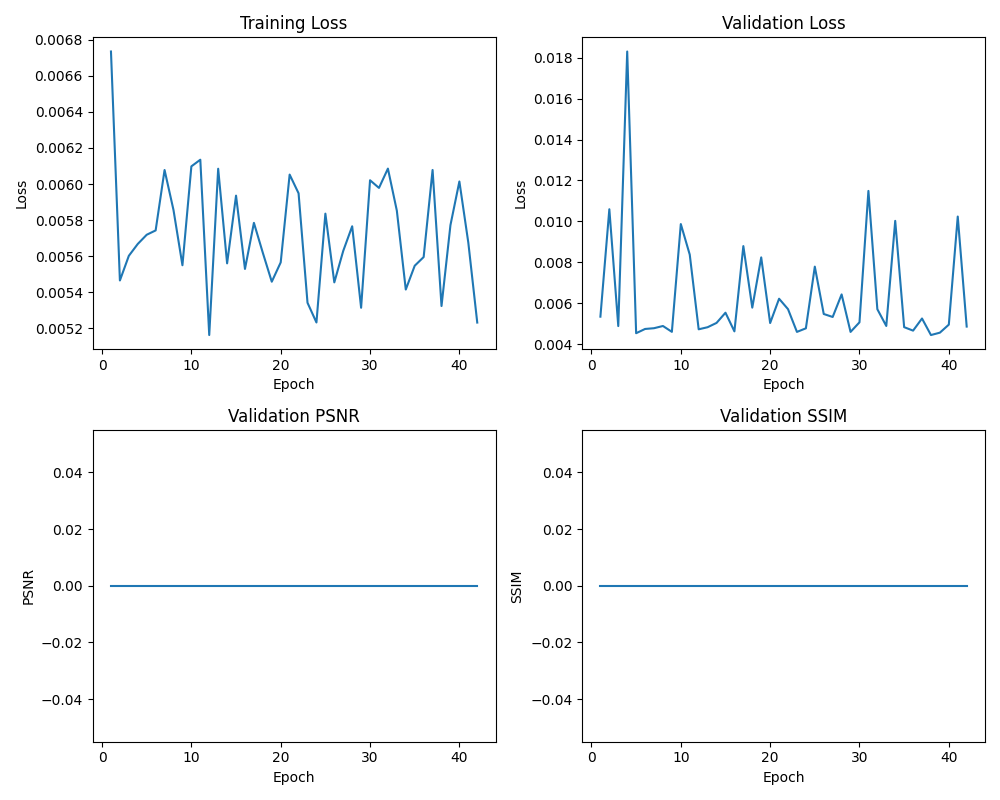 Training Loss
Validation Loss
0.0068
0.0066
0.0064
0.0062
0.0060
0.0058
0.0056
0.0054
0.0052
Loss
0 10 20 30 40
Epoch
0.018
0.016
0.014
0.012
0.010
0.008
0.006
0.004
Loss
0 10 20 30 40
Epoch
Validation PSNR
Validation SSIM
0.04
0.02
0.00
−0.02
−0.04
PSNR
0 10 20 30 40
Epoch
0.04
0.02
0.00
−0.02
−0.04
SSIM
0 10 20 30 40
Epoch